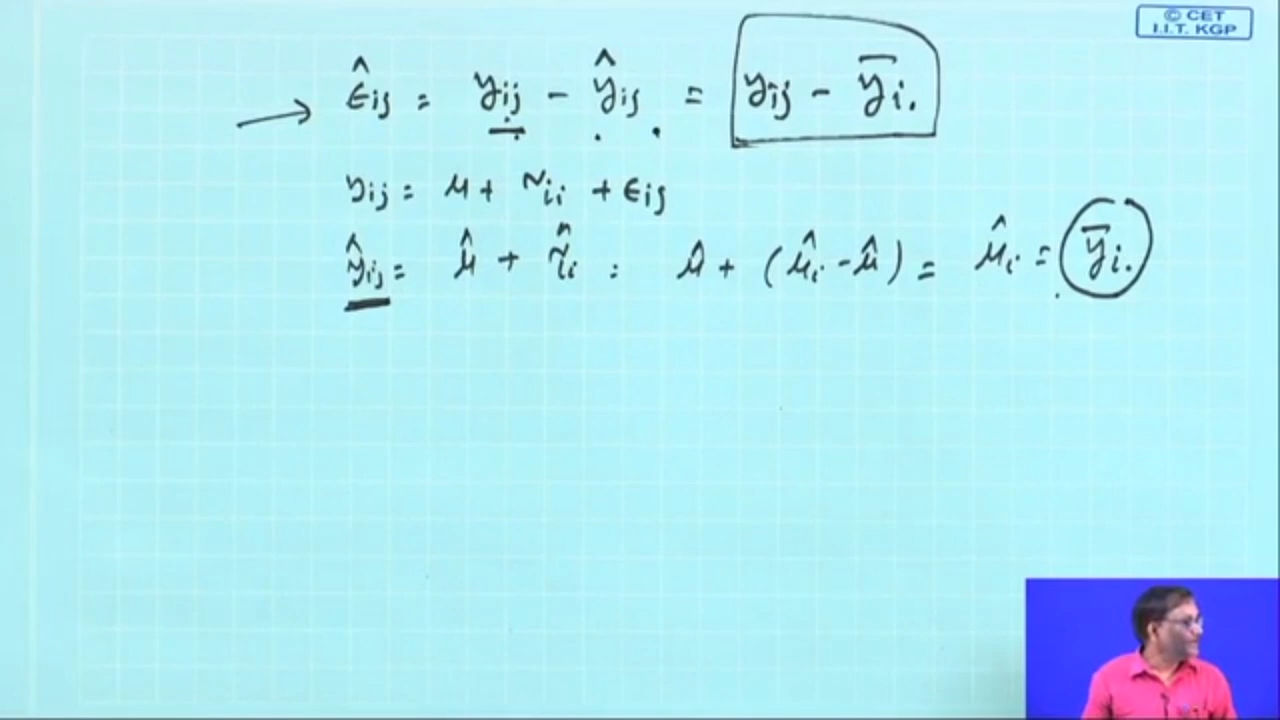 © CET
I.I.T. KGP
→ ε̂ij = yij - ŷij = yij - ȳi.
yij = μ + τi + εij
ŷij = μ̂ + τ̂i = μ̂ + (μ̂i - μ̂) = μ̂i = ȳi.